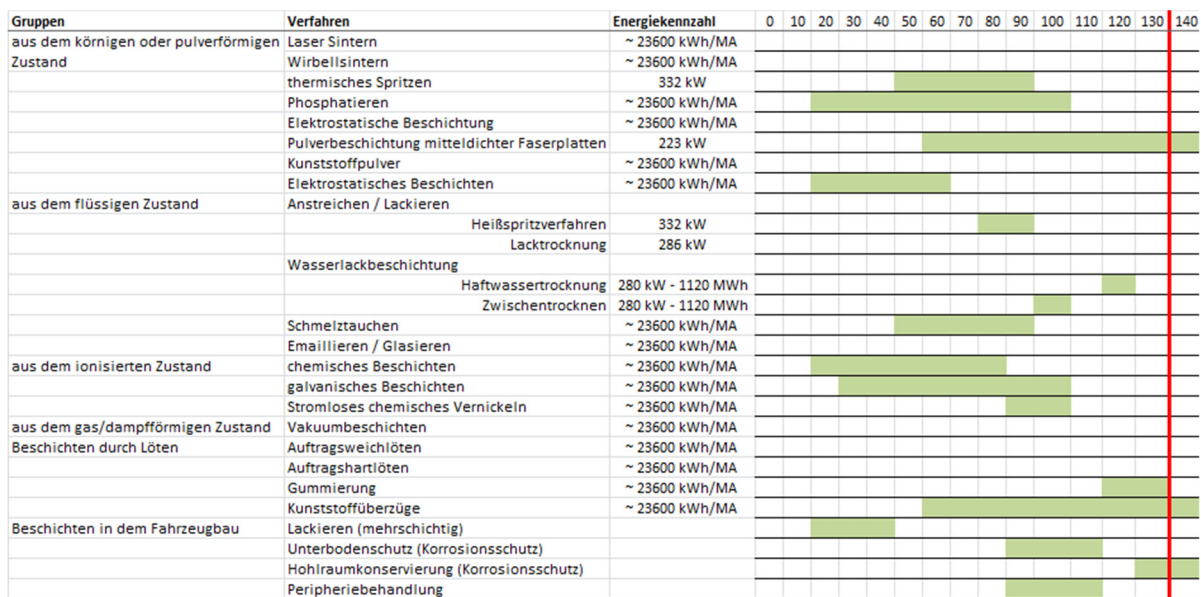 Gruppen Verfahren Energiekennzahl 0 10 20 30 40 50 60 70 80 90 100 110 120 130 140
aus dem körnigen oder pulverförmigen Laser Sintern ~ 23600 kWh/MA
Zustand Wirbellsintern ~ 23600 kWh/MA
thermisches Spritzen 332 kW
Phosphatieren ~ 23600 kWh/MA
Elektrostatische Beschichtung ~ 23600 kWh/MA
Pulverbeschichtung mitteldichter Faserplatten 223 kW
Kunststoffpulver ~ 23600 kWh/MA
Elektrostatisches Beschichten ~ 23600 kWh/MA
aus dem flüssigen Zustand Anstreichen / Lackieren
Heißspritzverfahren 332 kW
Lacktrocknung 286 kW
Wasserlackbeschichtung
Haftwassertrocknung 280 kW - 1120 MWh
Zwischentrocknen 280 kW - 1120 MWh
Schmelztauchen ~ 23600 kWh/MA
Emaillieren / Glasieren ~ 23600 kWh/MA
aus dem ionisierten Zustand chemisches Beschichten ~ 23600 kWh/MA
galvanisches Beschichten ~ 23600 kWh/MA
Stromloses chemisches Vernickeln ~ 23600 kWh/MA
aus dem gas/dampfförmigen Zustand Vakuumbeschichten ~ 23600 kWh/MA
Beschichten durch Löten Auftragsweichlöten ~ 23600 kWh/MA
Auftragshartlöten ~ 23600 kWh/MA
Gummierung ~ 23600 kWh/MA
Kunststoffüberzüge ~ 23600 kWh/MA
Beschichten in dem Fahrzeugbau Lackieren (mehrschichtig)
Unterbodenschutz (Korrosionsschutz)
Hohlraumkonservierung (Korrosionsschutz)
Peripheriebehandlung